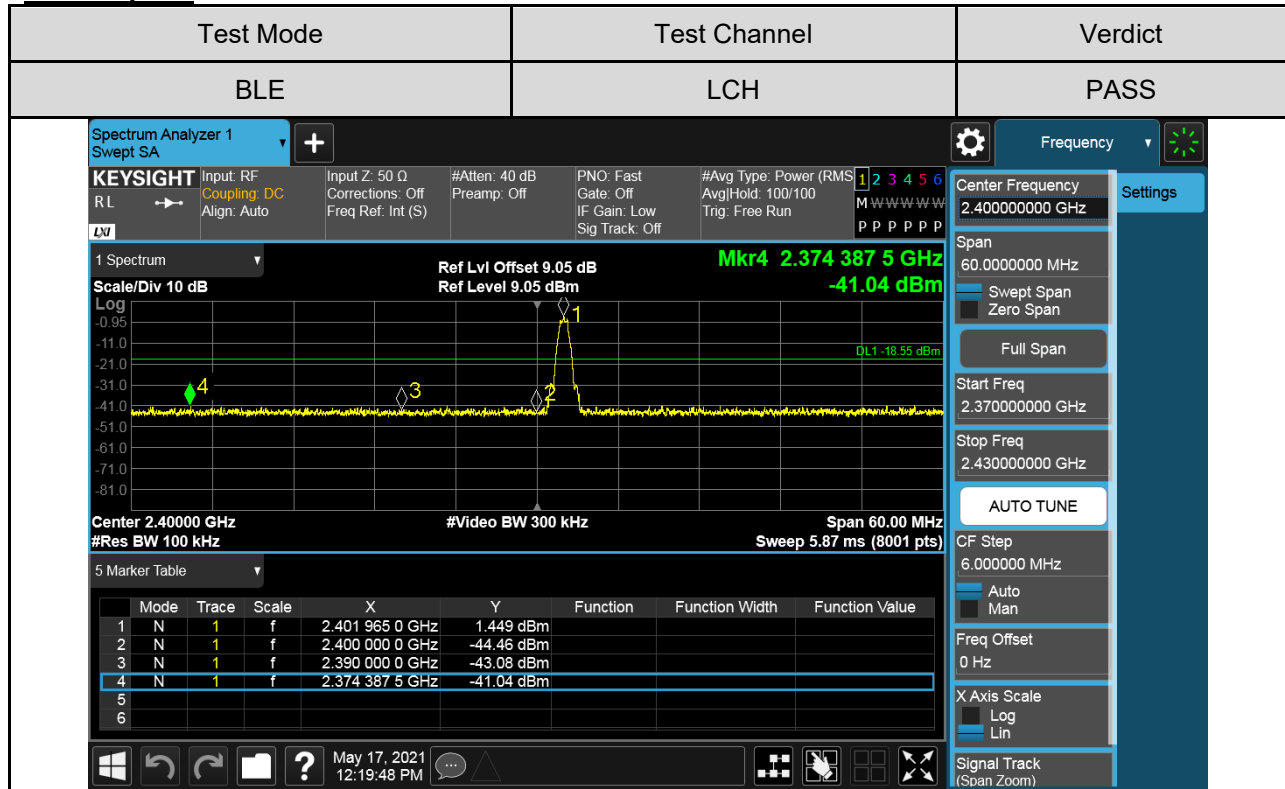 Test Mode Test Channel Verdict
BLE LCH PASS
Spectrum Analyzer 1
Swept SA
+
Frequency
KEYSIGHT Input: RF Input Z: 50 Ω #Atten: 40 dB PNO: Fast #Avg Type: Power (RMS 1 2 3 4 5 6
RL Coupling: DC Corrections: Off Preamp: Off Gate: Off Avg|Hold: 100/100 M W W W W W
Align: Auto Freq Ref: Int (S) IF Gain: Low Trig: Free Run
LXI Sig Track: Off P P P P P P
1 Spectrum
Ref Lvl Offset 9.05 dB Mkr4 2.374 387 5 GHz
Scale/Div 10 dB Ref Level 9.05 dBm -41.04 dBm
Log
1
-0.95
-11.0
DL1 -18.55 dBm
-21.0
-31.0
4 3 2
-41.0
-51.0
-61.0
-71.0
-81.0
Center 2.40000 GHz #Video BW 300 kHz Span 60.00 MHz
#Res BW 100 kHz Sweep 5.87 ms (8001 pts)
5 Marker Table
Mode Trace Scale X Y Function Function Width Function Value
1 N 1 f 2.401 965 0 GHz 1.449 dBm
2 N 1 f 2.400 000 0 GHz -44.46 dBm
3 N 1 f 2.390 000 0 GHz -43.08 dBm
4 N 1 f 2.374 387 5 GHz -41.04 dBm
5
6
?
May 17, 2021
12:19:48 PM
Center Frequency
2.400000000 GHz
Settings
Span
60.0000000 MHz
Swept Span
Zero Span
Full Span
Start Freq
2.370000000 GHz
Stop Freq
2.430000000 GHz
AUTO TUNE
CF Step
6.000000 MHz
Auto
Man
Freq Offset
0 Hz
X Axis Scale
Log
Lin
Signal Track
(Span Zoom)